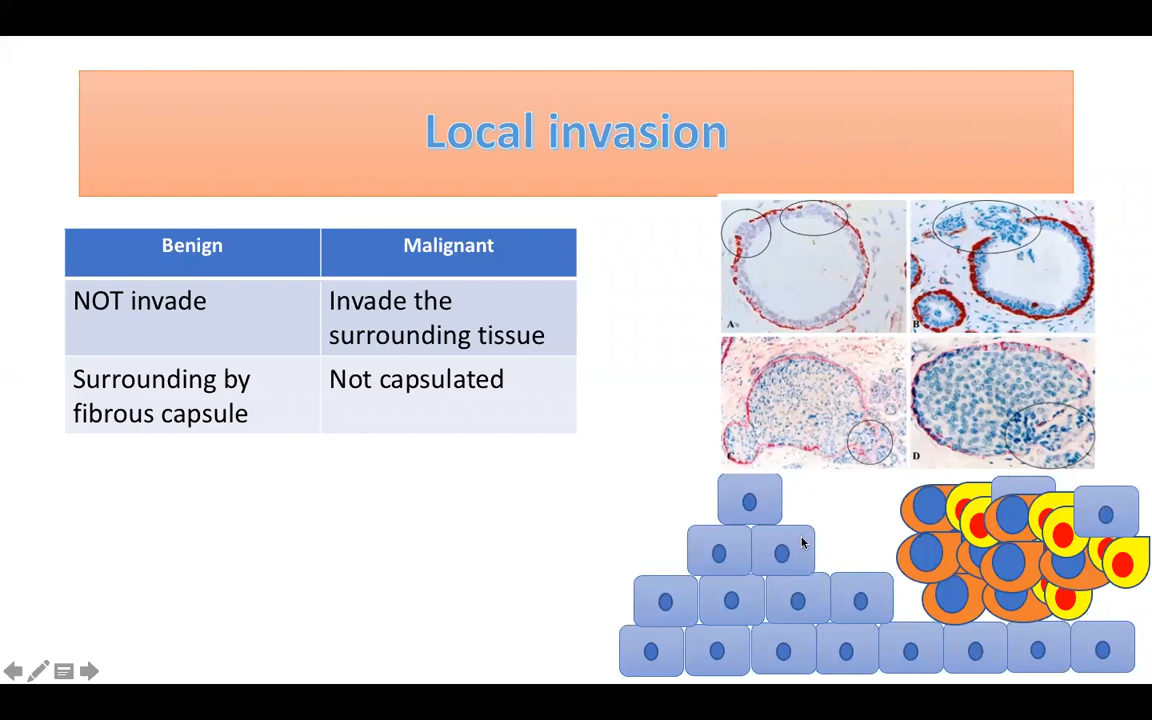 Local invasion
Benign
Malignant
NOT invade
Invade the
surrounding tissue
Surrounding by
fibrous capsule
Not capsulated
A
B
C
D